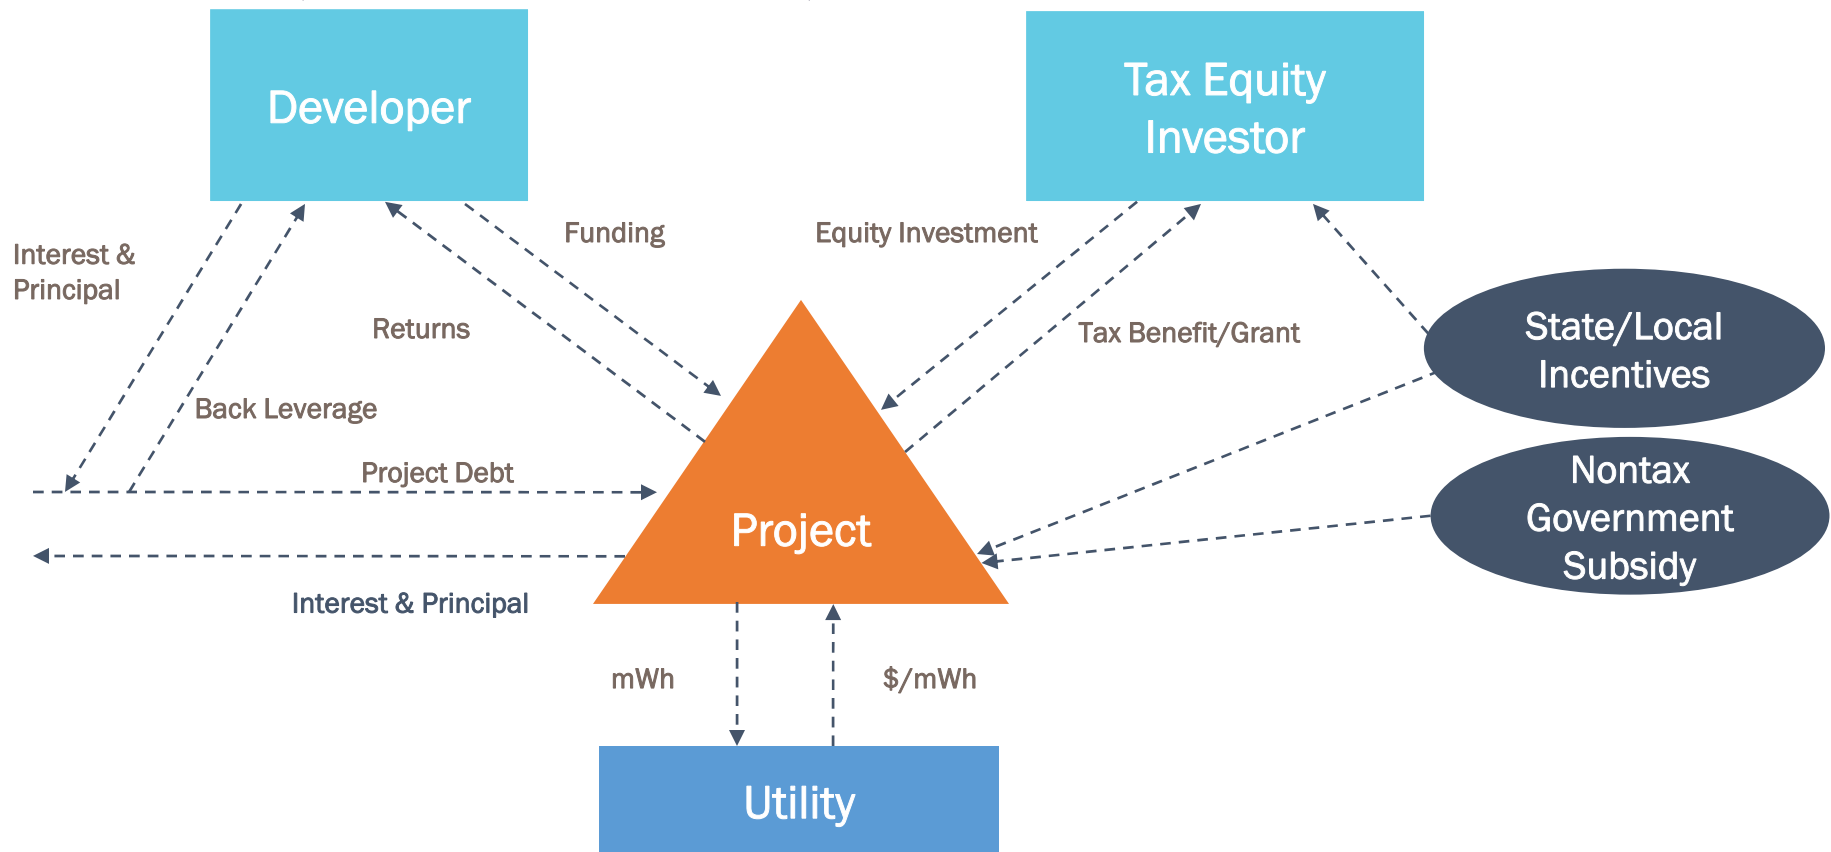 Developer
Tax Equity
Investor
Funding
Equity Investment
Interest &
Principal
Returns
Tax Benefit/Grant
State/Local
Incentives
Back Leverage
Project Debt
Nontax
Government
Subsidy
Project
Interest & Principal
mWh
$/mWh
Utility